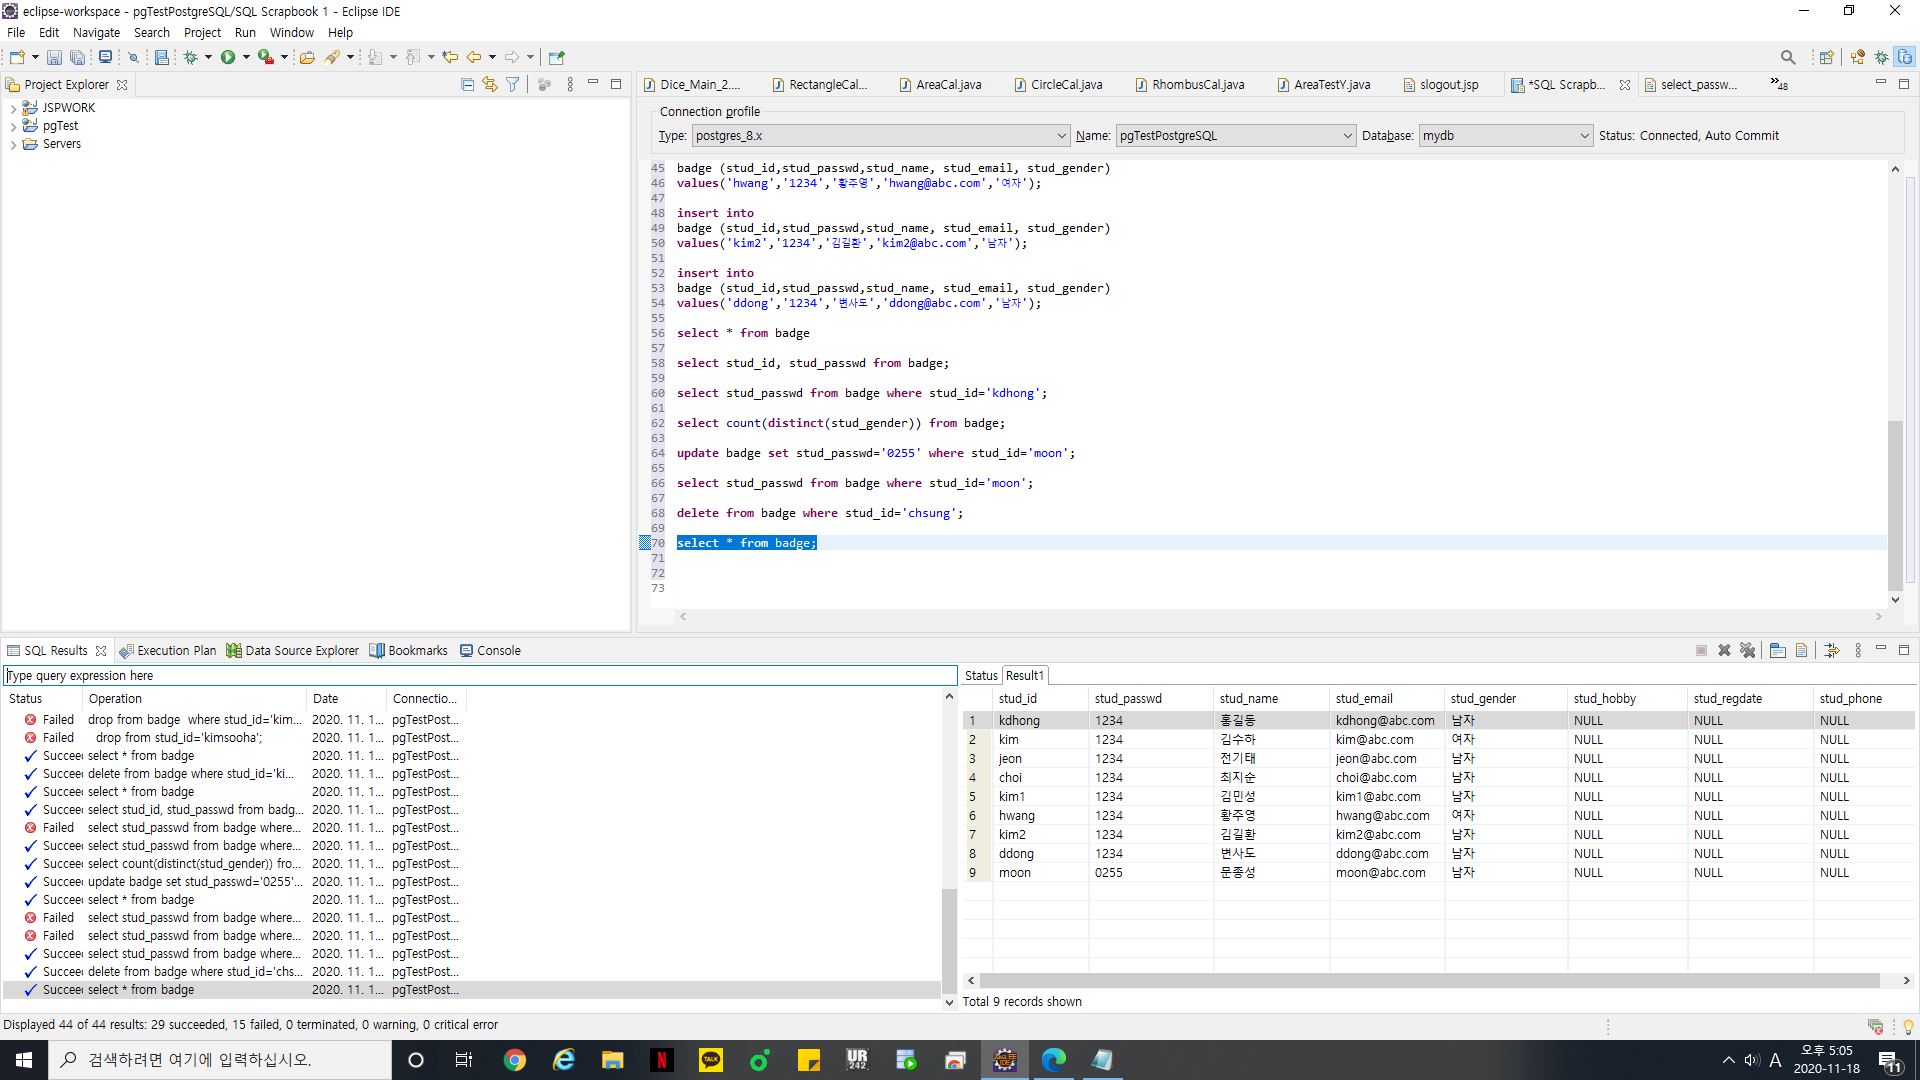 eclipse-workspace - pgTestPostgreSQL/SQL Scrapbook 1 - Eclipse IDE
File Edit Navigate Search Project Run Window Help
Project Explorer
JSPWORK
pgTest
Servers
Dice_Main_2.... RectangleCal... AreaCal.java CircleCal.java RhombusCal.java AreaTestY.java slogout.jsp *SQL Scrapb... select_passw... »48
Connection profile
Type: postgres_8.x Name: pgTestPostgreSQL Database: mydb Status: Connected, Auto Commit
45 badge (stud_id,stud_passwd,stud_name, stud_email, stud_gender)
46 values('hwang','1234','황주영','hwang@abc.com','여자');
47
48 insert into
49 badge (stud_id,stud_passwd,stud_name, stud_email, stud_gender)
50 values('kim2','1234','김길환','kim2@abc.com','남자');
51
52 insert into
53 badge (stud_id,stud_passwd,stud_name, stud_email, stud_gender)
54 values('ddong','1234','변사도','ddong@abc.com','남자');
55
56 select * from badge
57
58 select stud_id, stud_passwd from badge;
59
60 select stud_passwd from badge where stud_id='kdhong';
61
62 select count(distinct(stud_gender)) from badge;
63
64 update badge set stud_passwd='0255' where stud_id='moon';
65
66 select stud_passwd from badge where stud_id='moon';
67
68 delete from badge where stud_id='chsung';
69
70 select * from badge;
71
72
73
SQL Results Execution Plan Data Source Explorer Bookmarks Console
Type query expression here
Status Operation Date Connectio...
Failed drop from badge where stud_id='kim... 2020. 11. 1... pgTestPost...
Failed drop from stud_id='kimsooha'; 2020. 11. 1... pgTestPost...
Succee select * from badge 2020. 11. 1... pgTestPost...
Succee delete from badge where stud_id='ki... 2020. 11. 1... pgTestPost...
Succee select * from badge 2020. 11. 1... pgTestPost...
Succee select stud_id, stud_passwd from badg... 2020. 11. 1... pgTestPost...
Failed select stud_passwd from badge where... 2020. 11. 1... pgTestPost...
Succee select stud_passwd from badge where... 2020. 11. 1... pgTestPost...
Succee select count(distinct(stud_gender)) fro... 2020. 11. 1... pgTestPost...
Succee update badge set stud_passwd='0255'... 2020. 11. 1... pgTestPost...
Succee select * from badge 2020. 11. 1... pgTestPost...
Failed select stud_passwd from badge where... 2020. 11. 1... pgTestPost...
Failed select stud_passwd from badge where... 2020. 11. 1... pgTestPost...
Succee select stud_passwd from badge where... 2020. 11. 1... pgTestPost...
Succee delete from badge where stud_id='chs... 2020. 11. 1... pgTestPost...
Succee select * from badge 2020. 11. 1... pgTestPost...
Status Result1
stud_id stud_passwd stud_name stud_email stud_gender stud_hobby stud_regdate stud_phone
1 kdhong 1234 홍길동 kdhong@abc.com 남자 NULL NULL NULL
2 kim 1234 김수하 kim@abc.com 여자 NULL NULL NULL
3 jeon 1234 전기태 jeon@abc.com 남자 NULL NULL NULL
4 choi 1234 최지순 choi@abc.com 남자 NULL NULL NULL
5 kim1 1234 김민성 kim1@abc.com 남자 NULL NULL NULL
6 hwang 1234 황주영 hwang@abc.com 여자 NULL NULL NULL
7 kim2 1234 김길환 kim2@abc.com 남자 NULL NULL NULL
8 ddong 1234 변사도 ddong@abc.com 남자 NULL NULL NULL
9 moon 0255 문종성 moon@abc.com 남자 NULL NULL NULL
Total 9 records shown
Displayed 44 of 44 results: 29 succeeded, 15 failed, 0 terminated, 0 warning, 0 critical error
검색하려면 여기에 입력하십시오.
N
TALK
UR
242
A
오후 5:05
2020-11-18
11